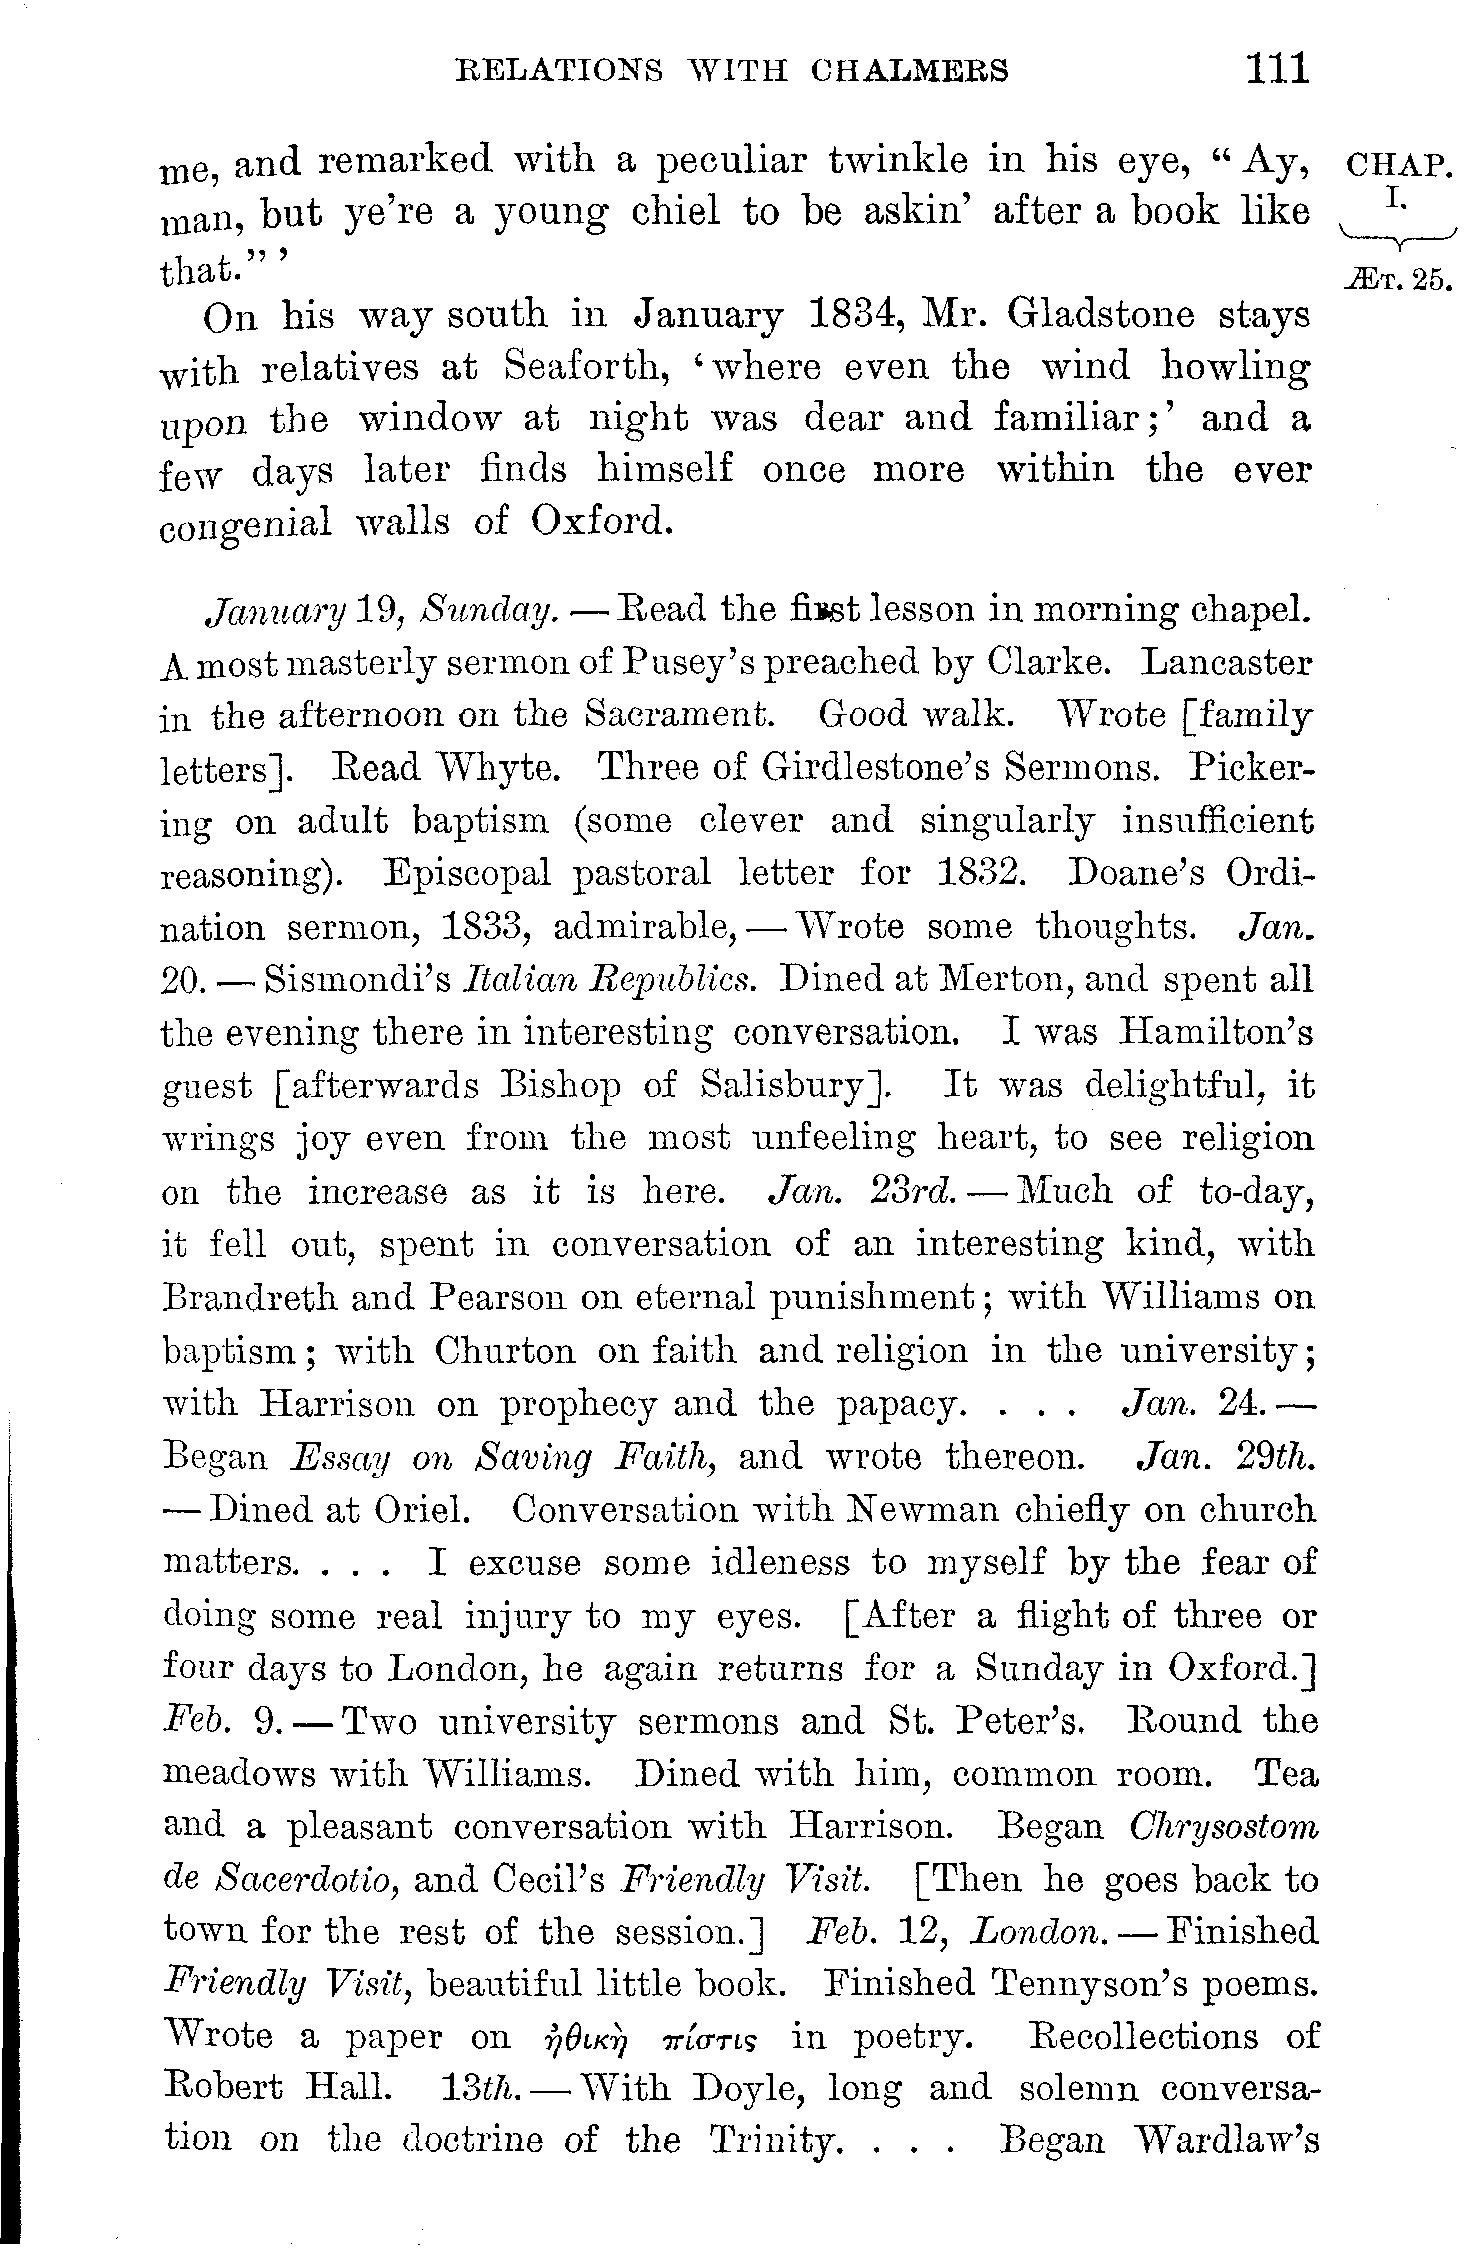 RELATIONS WITH CHALMERS 111
me, and remarked with a peculiar twinkle in his eye, “Ay,
man, but ye’re a young chiel to be askin’ after a book like
that.” ’
CHAP.
I.
ÆT. 25.
On his way south in January 1834, Mr. Gladstone stays
with relatives at Seaforth, ‘where even the wind howling
upon the window at night was dear and familiar;’ and a
few days later finds himself once more within the ever
congenial walls of Oxford.
January 19, Sunday. — Read the first lesson in morning chapel.
A most masterly sermon of Pusey’s preached by Clarke. Lancaster
in the afternoon on the Sacrament. Good walk. Wrote [family
letters]. Read Whyte. Three of Girdlestone’s Sermons. Picker-
ing on adult baptism (some clever and singularly insufficient
reasoning). Episcopal pastoral letter for 1832. Doane’s Ordi-
nation sermon, 1833, admirable, — Wrote some thoughts. Jan.
20. — Sismondi’s Italian Republics. Dined at Merton, and spent all
the evening there in interesting conversation. I was Hamilton’s
guest [afterwards Bishop of Salisbury]. It was delightful, it
wrings joy even from the most unfeeling heart, to see religion
on the increase as it is here. Jan. 23rd. — Much of to-day,
it fell out, spent in conversation of an interesting kind, with
Brandreth and Pearson on eternal punishment; with Williams on
baptism; with Churton on faith and religion in the university;
with Harrison on prophecy and the papacy. . . . Jan. 24. —
Began Essay on Saving Faith, and wrote thereon. Jan. 29th.
— Dined at Oriel. Conversation with Newman chiefly on church
matters. . . . I excuse some idleness to myself by the fear of
doing some real injury to my eyes. [After a flight of three or
four days to London, he again returns for a Sunday in Oxford.]
Feb. 9. — Two university sermons and St. Peter’s. Round the
meadows with Williams. Dined with him, common room. Tea
and a pleasant conversation with Harrison. Began Chrysostom
de Sacerdotio, and Cecil’s Friendly Visit. [Then he goes back to
town for the rest of the session.] Feb. 12, London. — Finished
Friendly Visit, beautiful little book. Finished Tennyson’s poems.
Wrote a paper on ἠθικὴ πίστις in poetry. Recollections of
Robert Hall. 13th. — With Doyle, long and solemn conversa-
tion on the doctrine of the Trinity. . . . Began Wardlaw’s